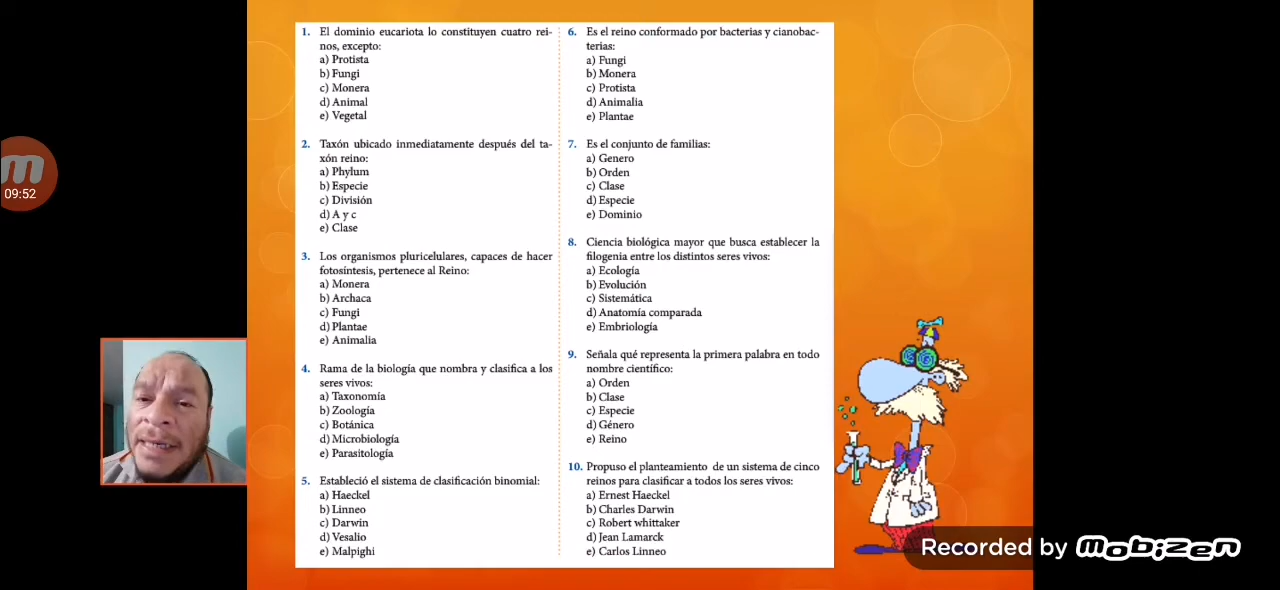 1. El dominio eucariota lo constituyen cuatro rei-
nos, excepto:
a) Protista
b) Fungi
c) Monera
d) Animal
e) Vegetal
2. Taxón ubicado inmediatamente después del ta-
xón reino:
a) Phylum
b) Especie
c) División
d) A y c
e) Clase
3. Los organismos pluricelulares, capaces de hacer
fotosíntesis, pertenece al Reino:
a) Monera
b) Archaca
c) Fungi
d) Plantae
e) Animalia
4. Rama de la biología que nombra y clasifica a los
seres vivos:
a) Taxonomía
b) Zoología
c) Botánica
d) Microbiología
e) Parasitología
5. Estableció el sistema de clasificación binomial:
a) Haeckel
b) Linneo
c) Darwin
d) Vesalio
e) Malpighi
6. Es el reino conformado por bacterias y cianobac-
terias:
a) Fungi
b) Monera
c) Protista
d) Animalia
e) Plantae
7. Es el conjunto de familias:
a) Genero
b) Orden
c) Clase
d) Especie
e) Dominio
8. Ciencia biológica mayor que busca establecer la
filogenia entre los distintos seres vivos:
a) Ecología
b) Evolución
c) Sistemática
d) Anatomía comparada
e) Embriología
9. Señala qué representa la primera palabra en todo
nombre científico:
a) Orden
b) Clase
c) Especie
d) Género
e) Reino
10. Propuso el planteamiento de un sistema de cinco
reinos para clasificar a todos los seres vivos:
a) Ernest Haeckel
b) Charles Darwin
c) Robert whittaker
d) Jean Lamarck
e) Carlos Linneo
m
09:52
Recorded by mobizen